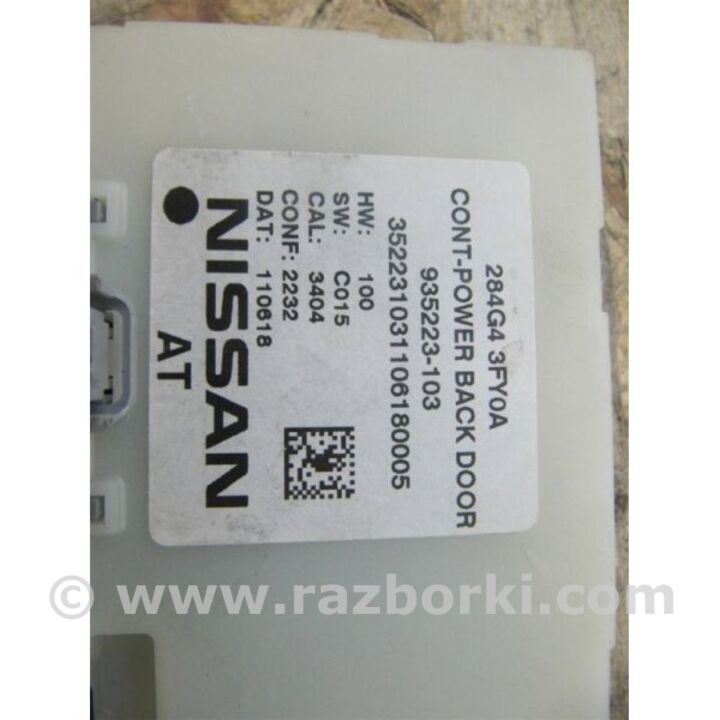 284G4 3FY0A
CONT-POWER BACK DOOR
935223-103
352231031106180005
HW: 100
SW: C015
CAL: 3404
CONF: 2232
DAT: 110618
NISSAN
AT
© www.razborki.com